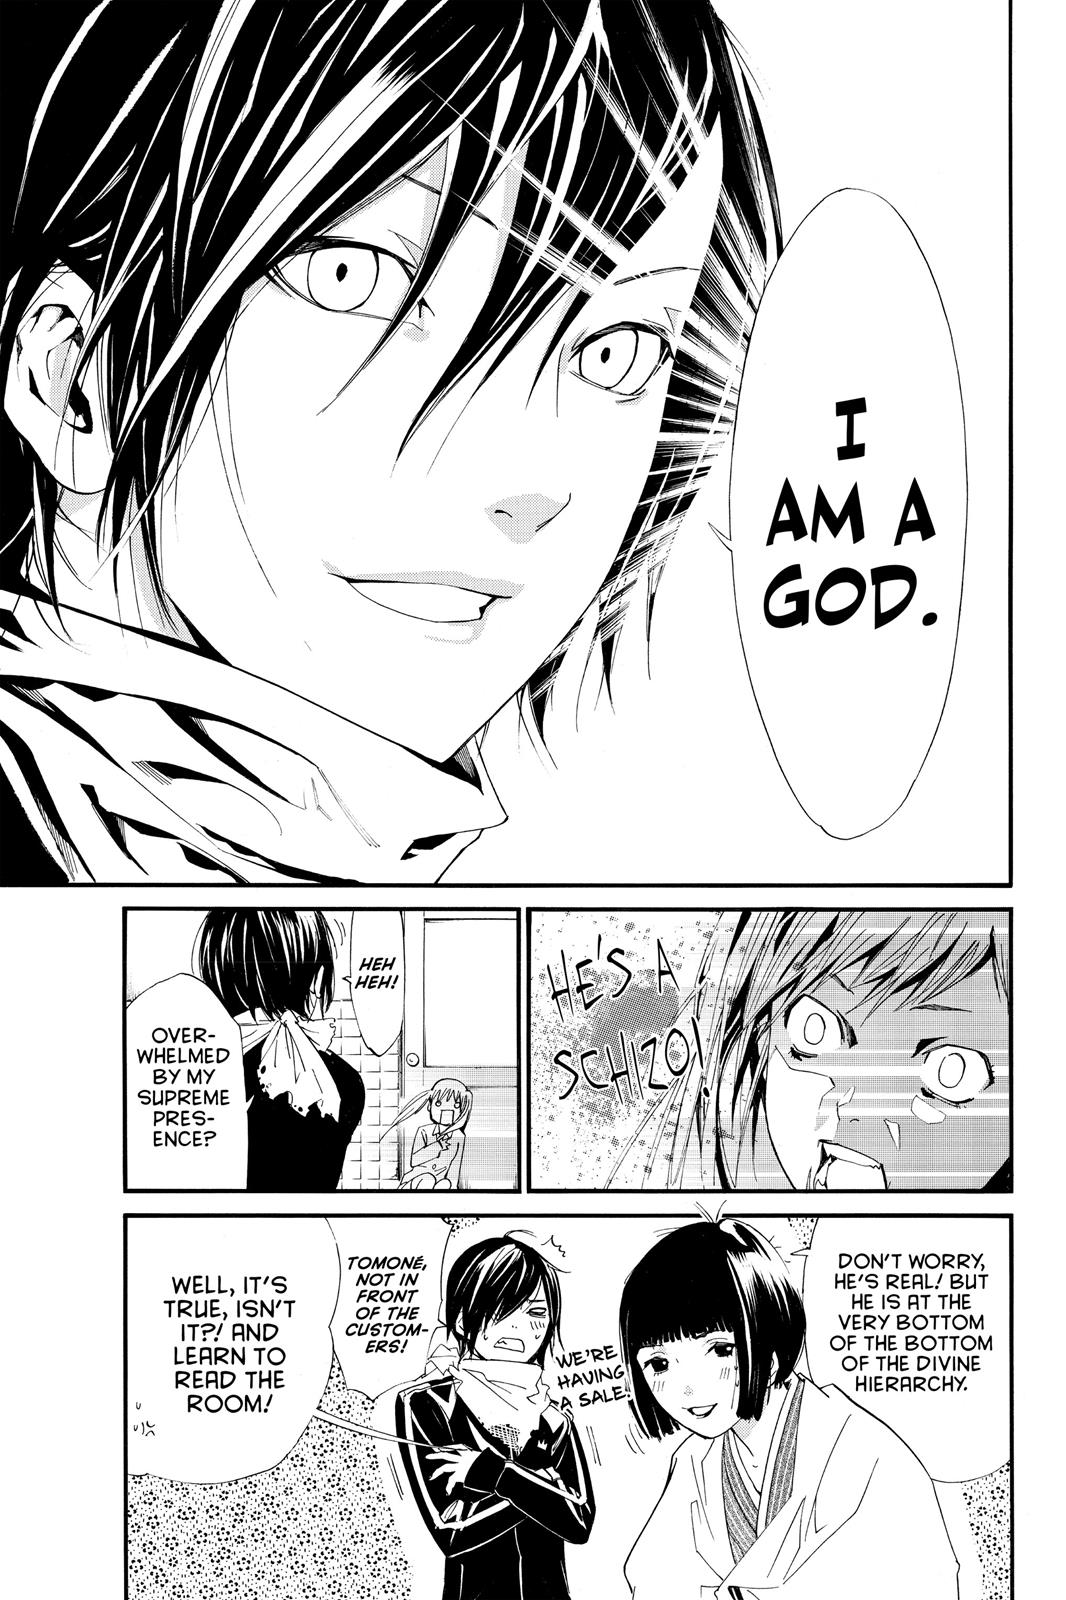 I
AM A
GOD.
HE'S A
SCHIZO!
HEH
HEH!
OVER-
WHELMED
BY MY
SUPREME
PRES-
ENCE?
DON'T WORRY,
HE'S REAL! BUT
HE IS AT THE
VERY BOTTOM
OF THE BOTTOM
OF THE DIVINE
HIERARCHY.
WE'RE
HAVING
A SALE.
TOMONÉ,
NOT IN
FRONT
OF THE
CUSTOM-
ERS!
WELL, IT'S
TRUE, ISN'T
IT?! AND
LEARN TO
READ THE
ROOM!